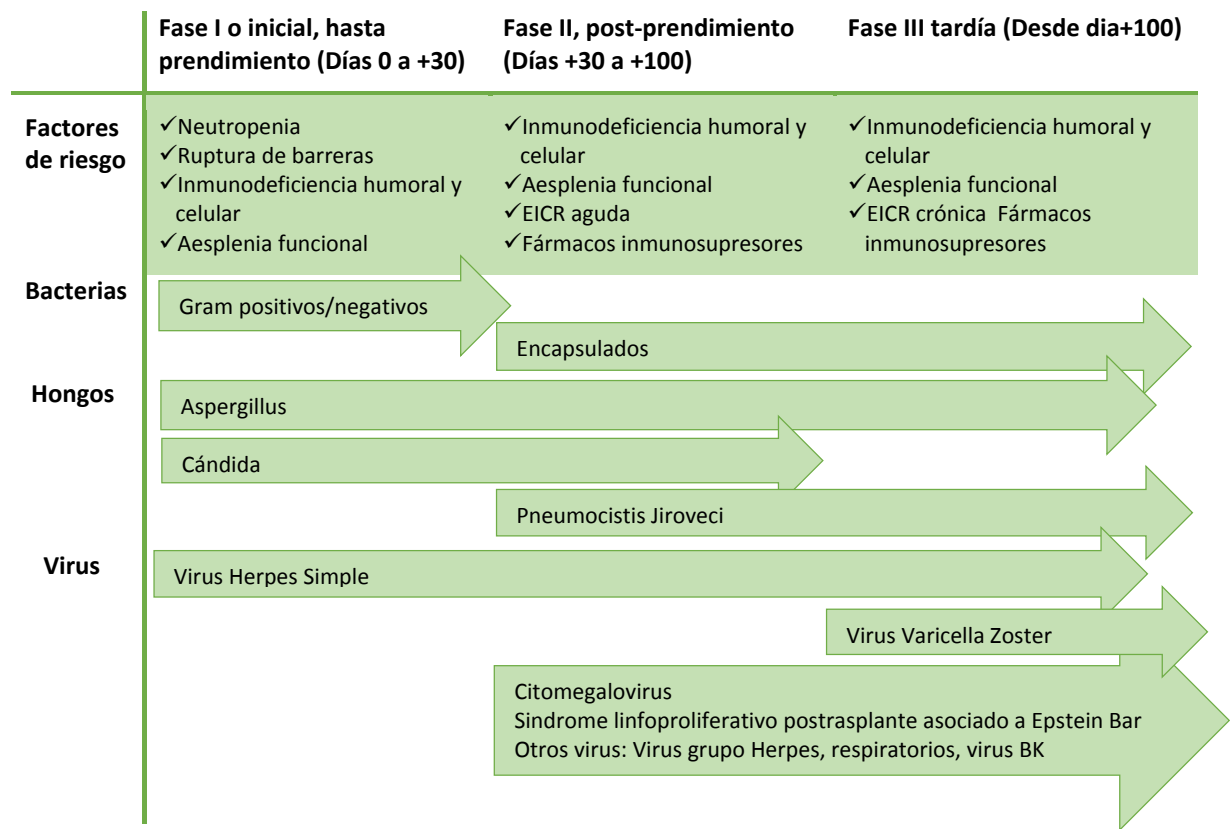 Fase I o inicial, hasta
prendimiento (Días 0 a +30)
Fase II, post-prendimiento
(Días +30 a +100)
Fase III tardía (Desde dia+100)
Factores
de riesgo
✓Neutropenia
✓Ruptura de barreras
✓Inmunodeficiencia humoral y
celular
✓Aesplenia funcional
✓Inmunodeficiencia humoral y
celular
✓Aesplenia funcional
✓EICR aguda
✓Fármacos inmunosupresores
✓Inmunodeficiencia humoral y
celular
✓Aesplenia funcional
✓EICR crónica Fármacos
inmunosupresores
Bacterias
Gram positivos/negativos
Encapsulados
Hongos
Aspergillus
Cándida
Pneumocistis Jiroveci
Virus
Virus Herpes Simple
Virus Varicella Zoster
Citomegalovirus
Sindrome linfoproliferativo postrasplante asociado a Epstein Bar
Otros virus: Virus grupo Herpes, respiratorios, virus BK